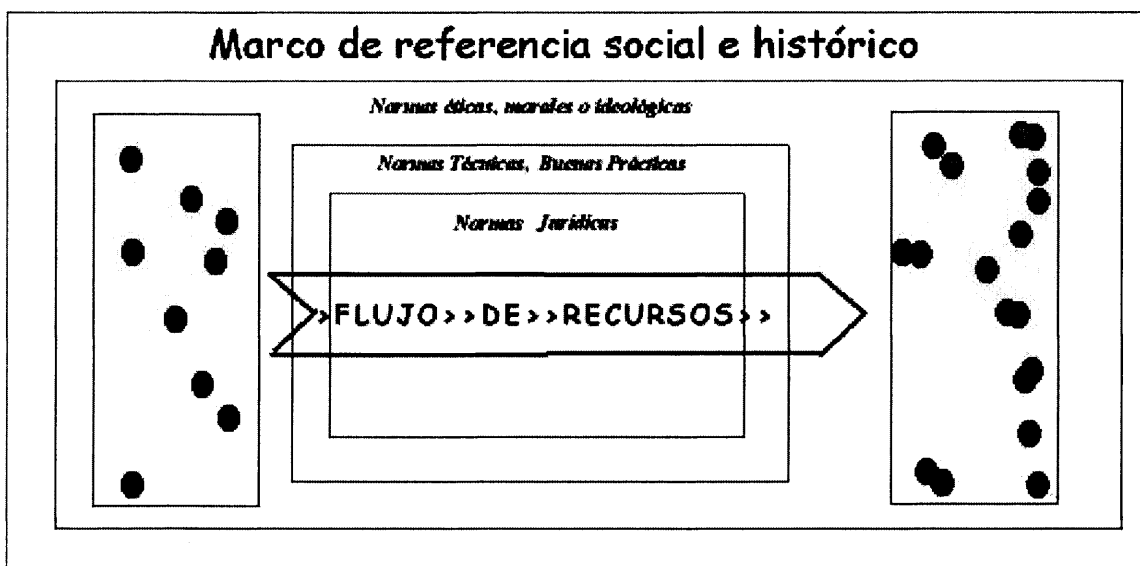 Marco de referencia social e histórico
Normas éticas, morales o ideológicas
Normas Técnicas, Buenas Prácticas
Normas Jurídicas
>FLUJO>>DE>>RECURSOS>>